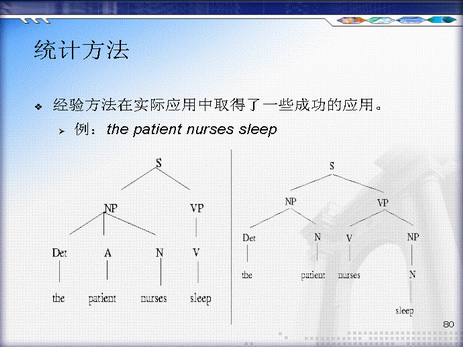 统计方法
经验方法在实际应用中取得了一些成功的应用。
例：the patient nurses sleep
S
NP VP
Det A N V
the patient nurses sleep
S
NP VP
Det N V NP
the patient nurses N
sleep
80